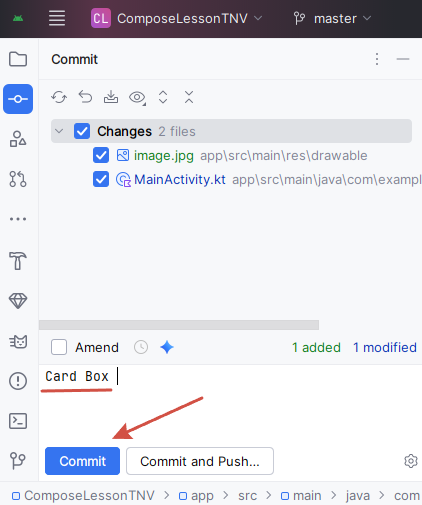 CL ComposeLessonTNV master
Commit
Changes 2 files
image.jpg app\src\main\res\drawable
MainActivity.kt app\src\main\java\com\exampl
Amend 1 added 1 modified
Card Box
Commit Commit and Push...
ComposeLessonTNV > app > src > main > java > com